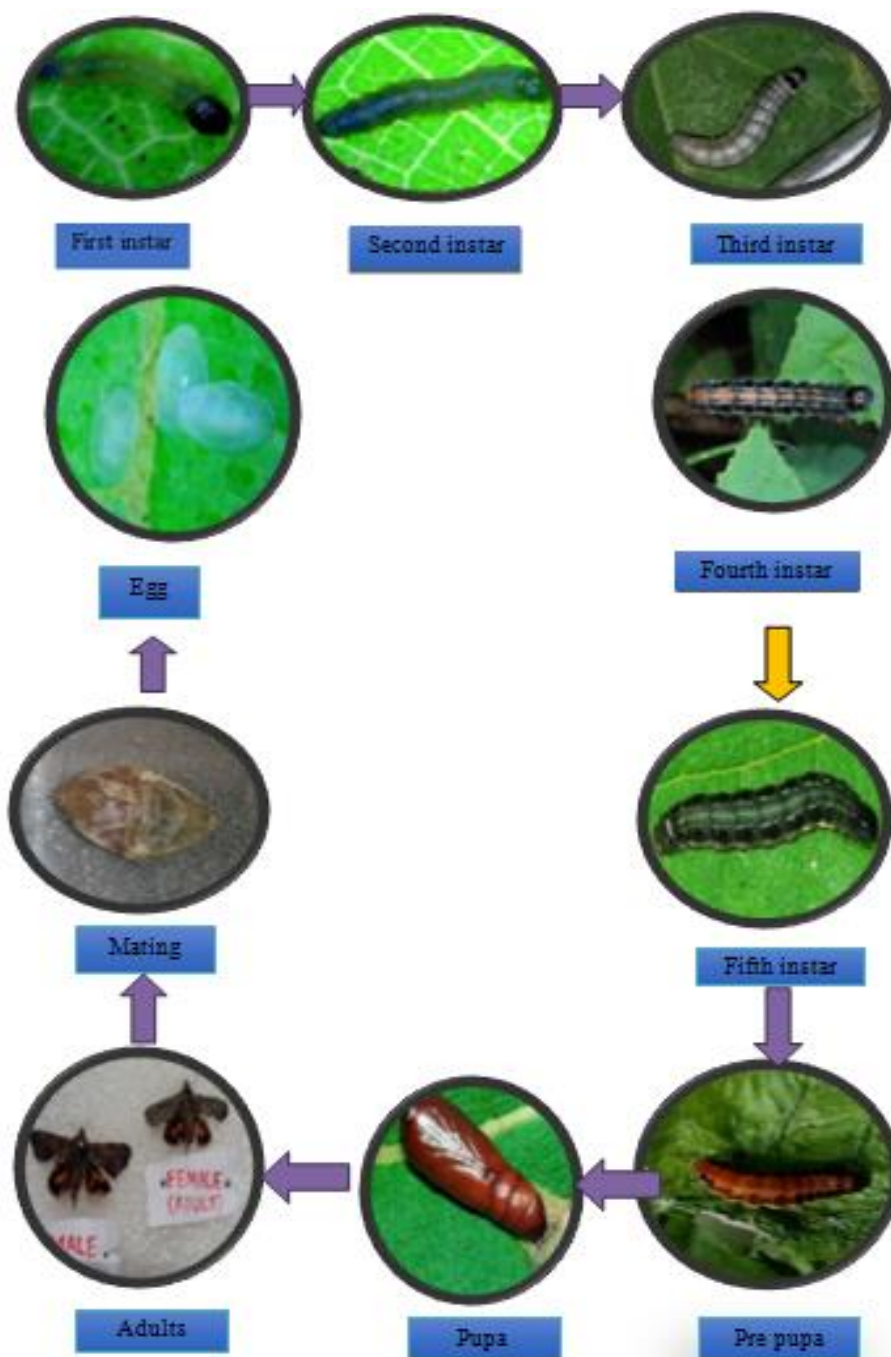 First instar
Second instar
Third instar
Egg
Fourth instar
Mating
Fifth instar
FEMALE
(ADULT)
MALE
Adults
Pupa
Pre pupa